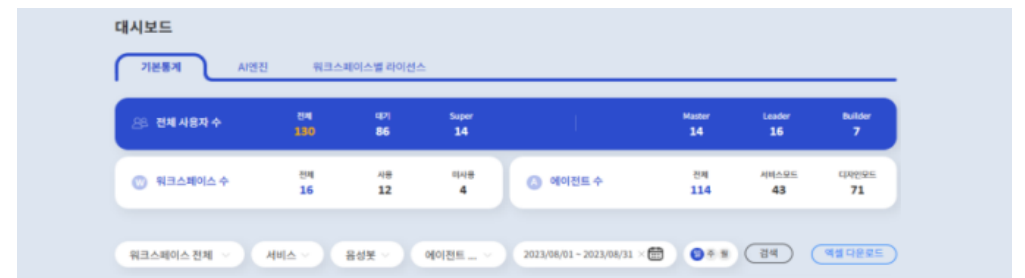 대시보드
기본통계 AI엔진 워크스페이스별 라이선스
전체 사용자 수 전체 130 대기 86 Super 14 Master 14 Leader 16 Builder 7
워크스페이스 수 전체 16 사용 12 미사용 4 에이전트 수 전체 114 서비스모드 43 디자인모드 71
워크스페이스 전체 서비스 음성봇 에이전트 ... 2023/08/01 ~ 2023/08/31 × 일 주 월 검색 엑셀 다운로드